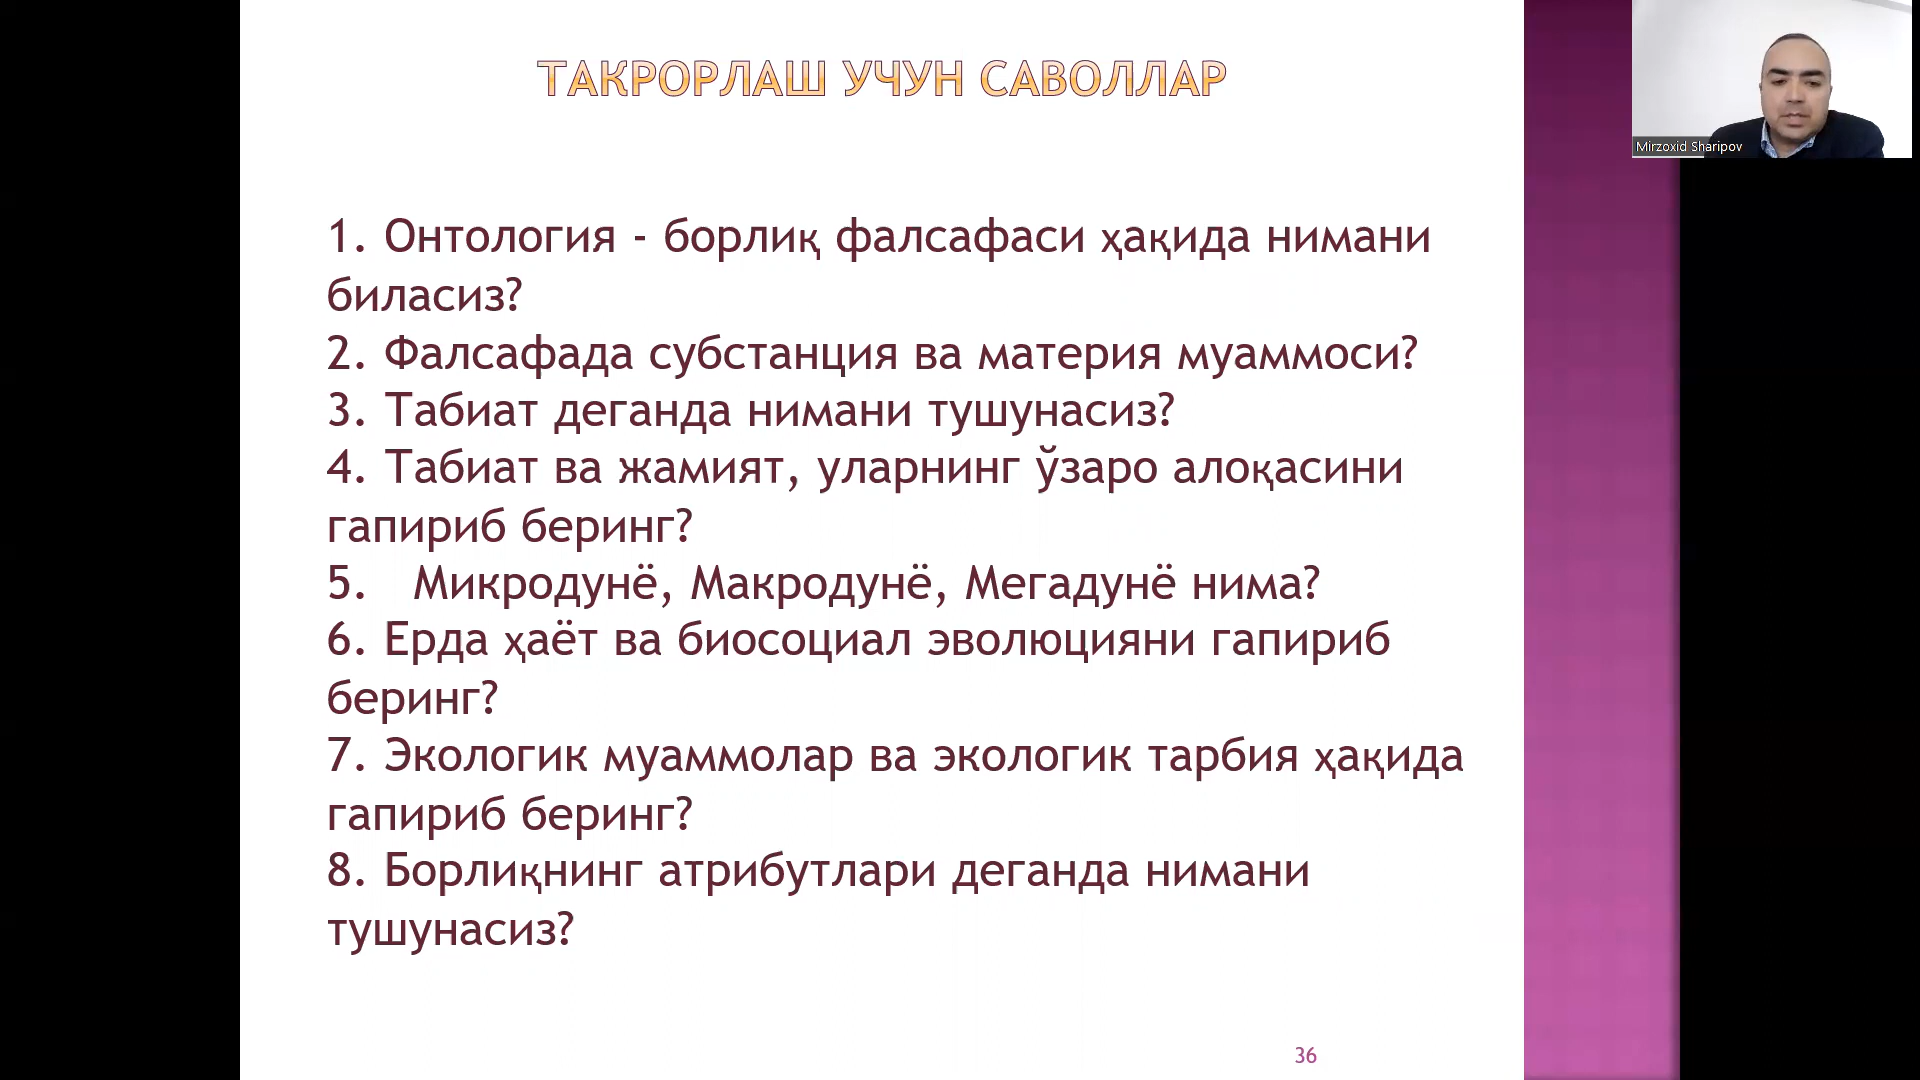 ТАКРОРЛАШ УЧУН САВОЛЛАР
Mirzoxid Sharipov
1. Онтология - борлиқ фалсафаси ҳақида нимани
биласиз?
2. Фалсафада субстанция ва материя муаммоси?
3. Табиат деганда нимани тушунасиз?
4. Табиат ва жамият, уларнинг ўзаро алоқасини
гапириб беринг?
5. Микродунё, Макродунё, Мегадунё нима?
6. Ерда ҳаёт ва биосоциал эволюцияни гапириб
беринг?
7. Экологик муаммолар ва экологик тарбия ҳақида
гапириб беринг?
8. Борлиқнинг атрибутлари деганда нимани
тушунасиз?
36